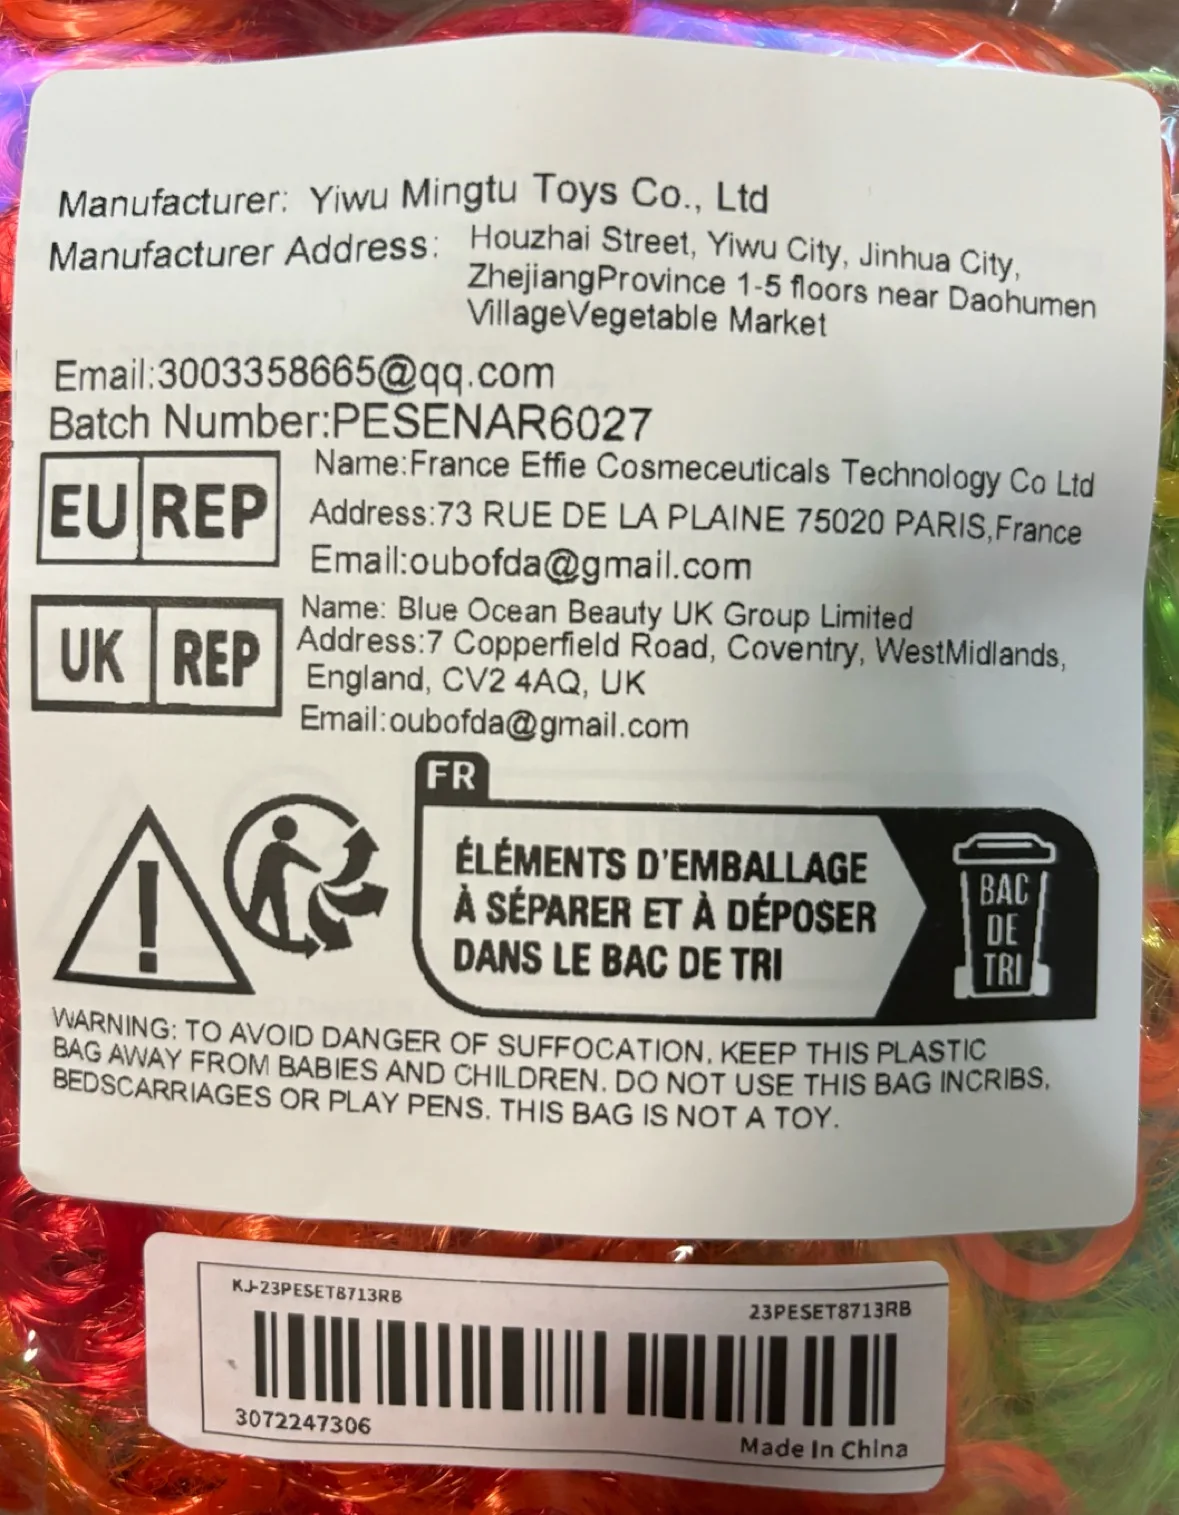 Manufacturer: Yiwu Mingtu Toys Co., Ltd
Manufacturer Address: Houzhai Street, Yiwu City, Jinhua City,
ZhejiangProvince 1-5 floors near Daohumen
VillageVegetable Market
Email:3003358665@qq.com
Batch Number:PESENAR6027
EU REP
Name:France Effie Cosmeceuticals Technology Co Ltd
Address:73 RUE DE LA PLAINE 75020 PARIS,France
Email:oubofda@gmail.com
UK REP
Name: Blue Ocean Beauty UK Group Limited
Address:7 Copperfield Road, Coventry, WestMidlands,
England, CV2 4AQ, UK
Email:oubofda@gmail.com
FR
ÉLÉMENTS D'EMBALLAGE
À SÉPARER ET À DÉPOSER
DANS LE BAC DE TRI
BAC
DE
TRI
WARNING: TO AVOID DANGER OF SUFFOCATION, KEEP THIS PLASTIC
BAG AWAY FROM BABIES AND CHILDREN. DO NOT USE THIS BAG INCRIBS,
BEDSCARRIAGES OR PLAY PENS. THIS BAG IS NOT A TOY.
KJ-23PESET8713RB
23PESET8713RB
3072247306
Made In China